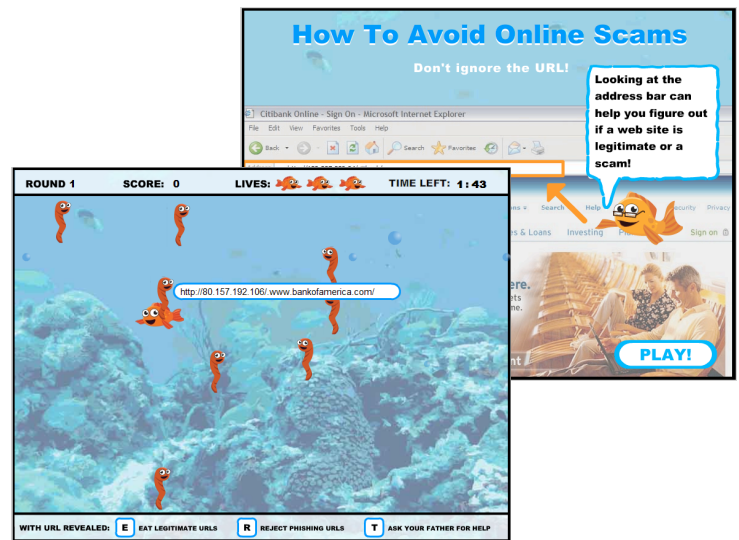 How To Avoid Online Scams
Don't ignore the URL!
Looking at the
address bar can
help you figure out
if a web site is
legitimate or a
scam!
Citibank Online - Sign On - Microsoft Internet Explorer
File Edit View Favorites Tools Help
Back Search Favorites
Search Help Security Privacy
& Loans Investing Sign on
PLAY!
ROUND 1 SCORE: 0 LIVES: TIME LEFT: 1:43
http://80.157.192.106/.www.bankofamerica.com/
WITH URL REVEALED: E EAT LEGITIMATE URLS R REJECT PHISHING URLS T ASK YOUR FATHER FOR HELP